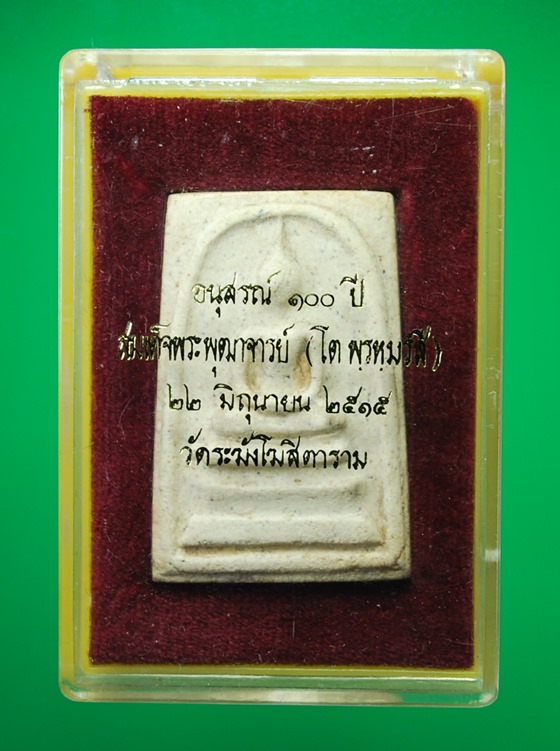 อนุสรณ์ ๑๐๐ ปี
สมเด็จพระพุฒาจารย์ (โต พฺรหฺมรํสี)
๒๒ มิถุนายน ๒๕๑๕
วัดระฆังโฆสิตาราม